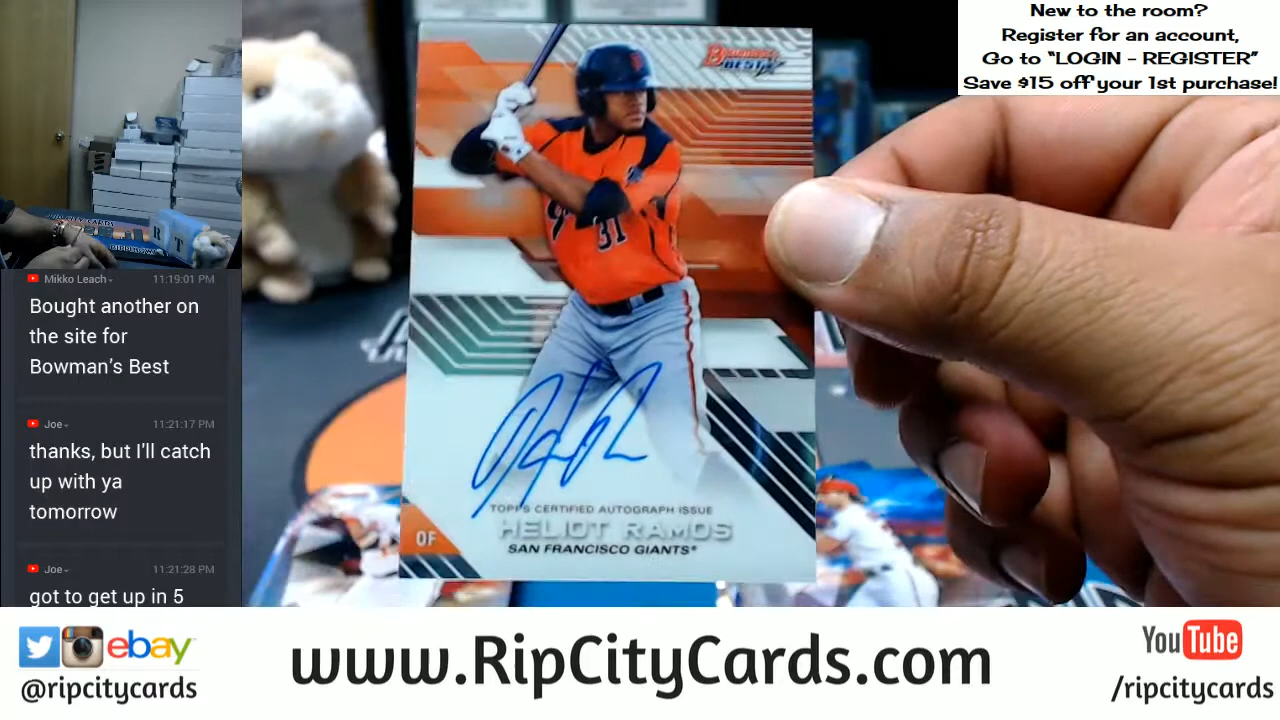 New to the room?
Register for an account,
Go to “LOGIN - REGISTER”
Save $15 off your 1st purchase!
BOWMAN'S
BEST
31
TOPPS CERTIFIED AUTOGRAPH ISSUE
HELIOT RAMOS
OF
SAN FRANCISCO GIANTS
RIP CITY CARDS
R T
Mikko Leach 11:19:01 PM
Bought another on
the site for
Bowman’s Best
Joe 11:21:17 PM
thanks, but I’ll catch
up with ya
tomorrow
Joe 11:21:28 PM
got to get up in 5
ebay
@ripcitycards
www.RipCityCards.com
YouTube
/ripcitycards